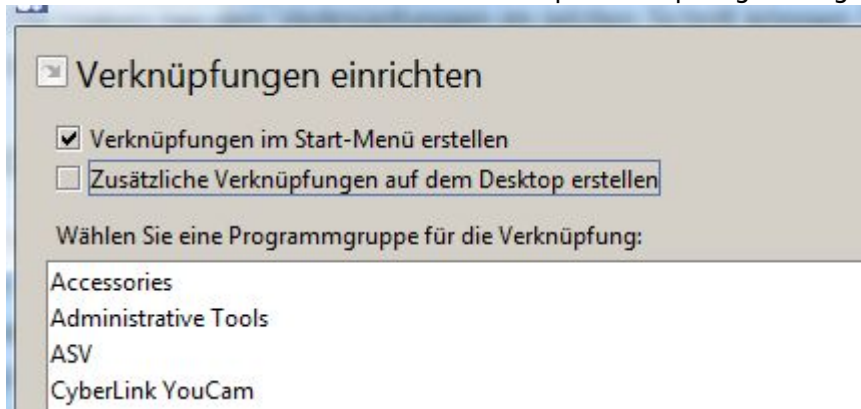 Verknüpfungen einrichten
Verknüpfungen im Start-Menü erstellen
Zusätzliche Verknüpfungen auf dem Desktop erstellen
Wählen Sie eine Programmgruppe für die Verknüpfung:
Accessories
Administrative Tools
ASV
CyberLink YouCam